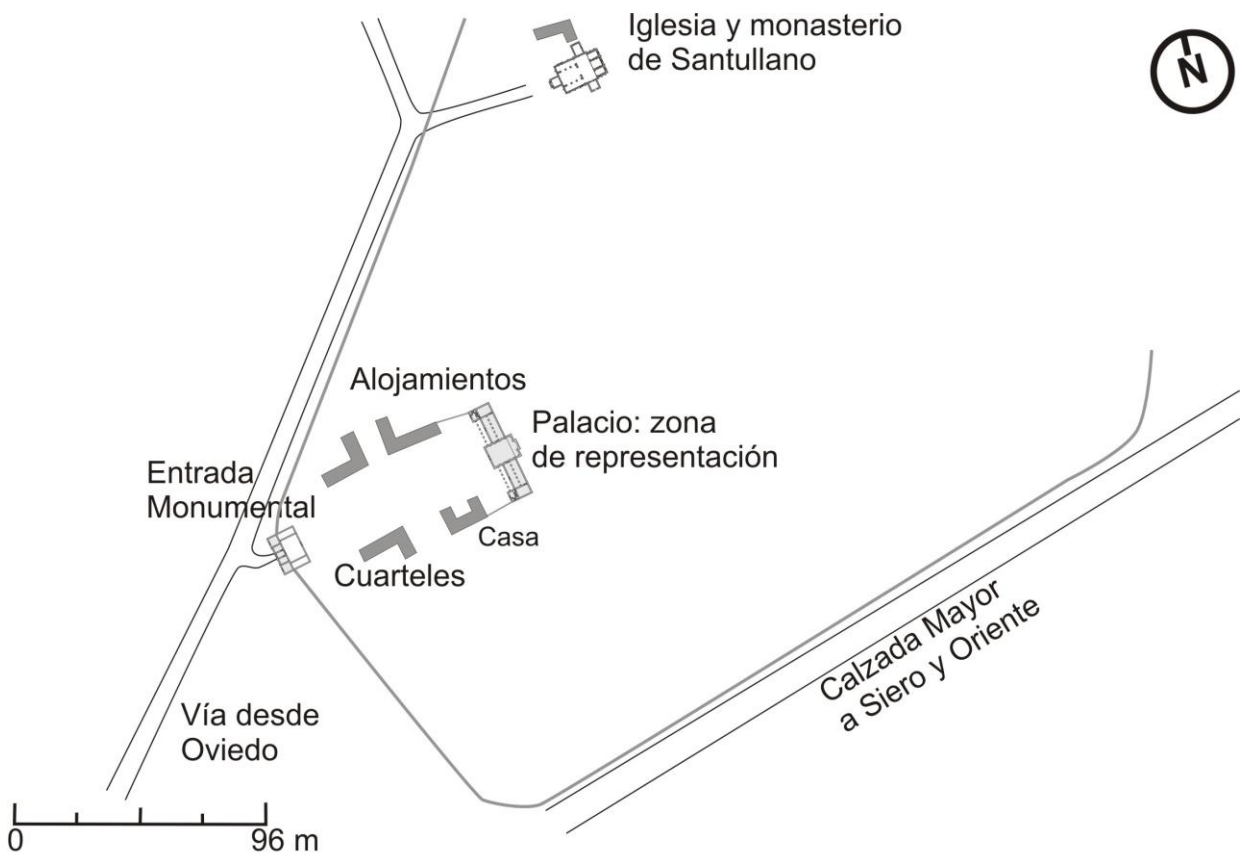 Iglesia y monasterio
de Santullano
N
Alojamientos
Palacio: zona
de representación
Entrada
Monumental
Casa
Cuarteles
Calzada Mayor
a Siero y Oriente
Vía desde
Oviedo
0 96 m